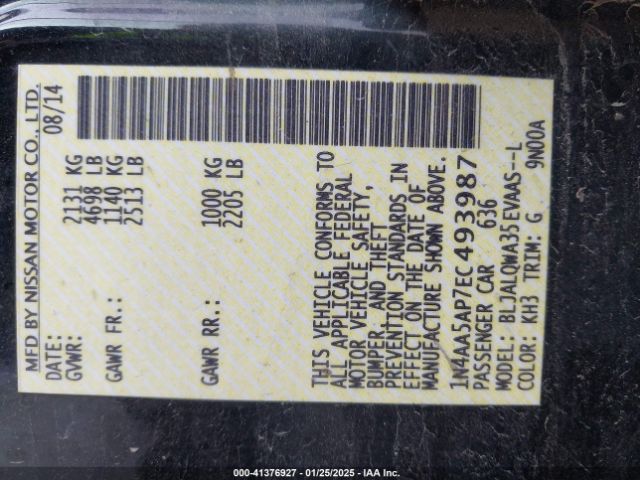 MFD BY NISSAN MOTOR CO., LTD.
DATE: 08/14
GVWR: 2131 KG
4698 LB
GAWR FR.: 1140 KG
2513 LB
GAWR RR.: 1000 KG
2205 LB
THIS VEHICLE CONFORMS TO
ALL APPLICABLE FEDERAL
MOTOR VEHICLE SAFETY,
BUMPER, AND THEFT
PREVENTION STANDARDS IN
EFFECT ON THE DATE OF
MANUFACTURE SHOWN ABOVE.
1N4AA5AP7EC493987
PASSENGER CAR 636
MODEL: BLJALQWA35EVAAS--L
COLOR: KH3 TRIM: G 9N00A
000-41376927 - 01/25/2025 - IAA Inc.